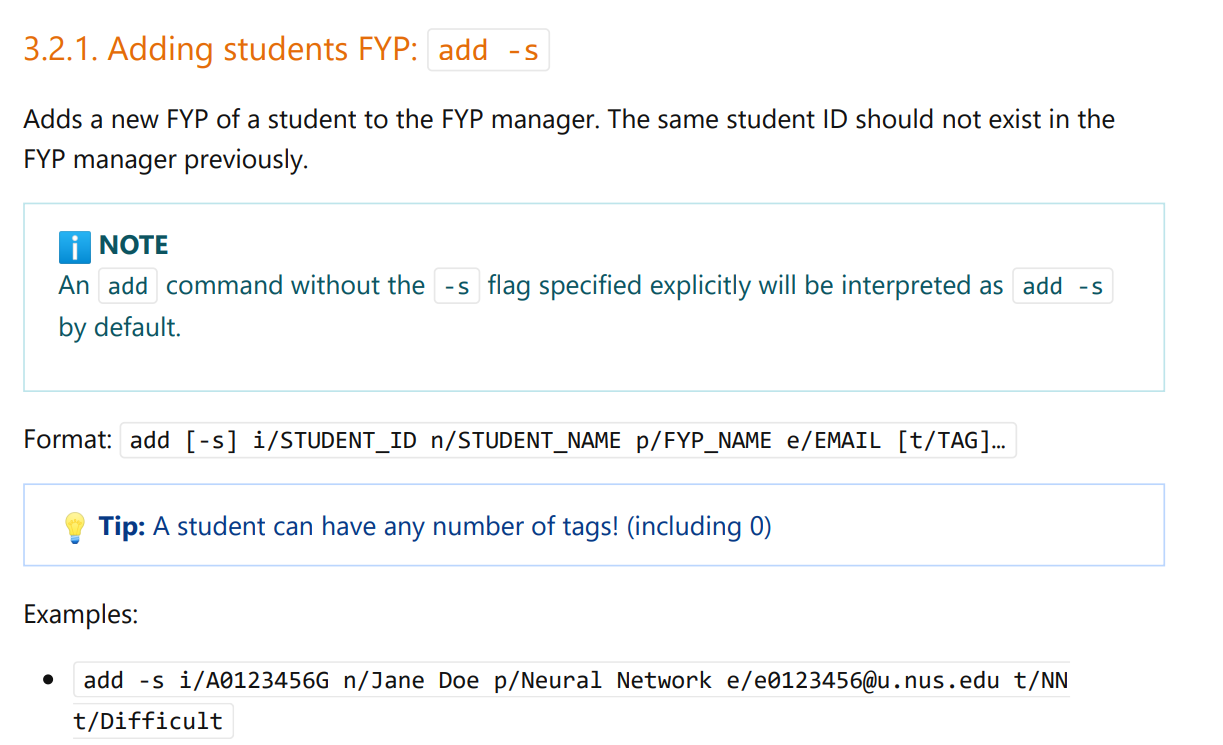 3.2.1. Adding students FYP: add -s
Adds a new FYP of a student to the FYP manager. The same student ID should not exist in the
FYP manager previously.
NOTE
An add command without the -s flag specified explicitly will be interpreted as add -s
by default.
Format: add [-s] i/STUDENT_ID n/STUDENT_NAME p/FYP_NAME e/EMAIL [t/TAG]…
Tip: A student can have any number of tags! (including 0)
Examples:
add -s i/A0123456G n/Jane Doe p/Neural Network e/e0123456@u.nus.edu t/NN
t/Difficult